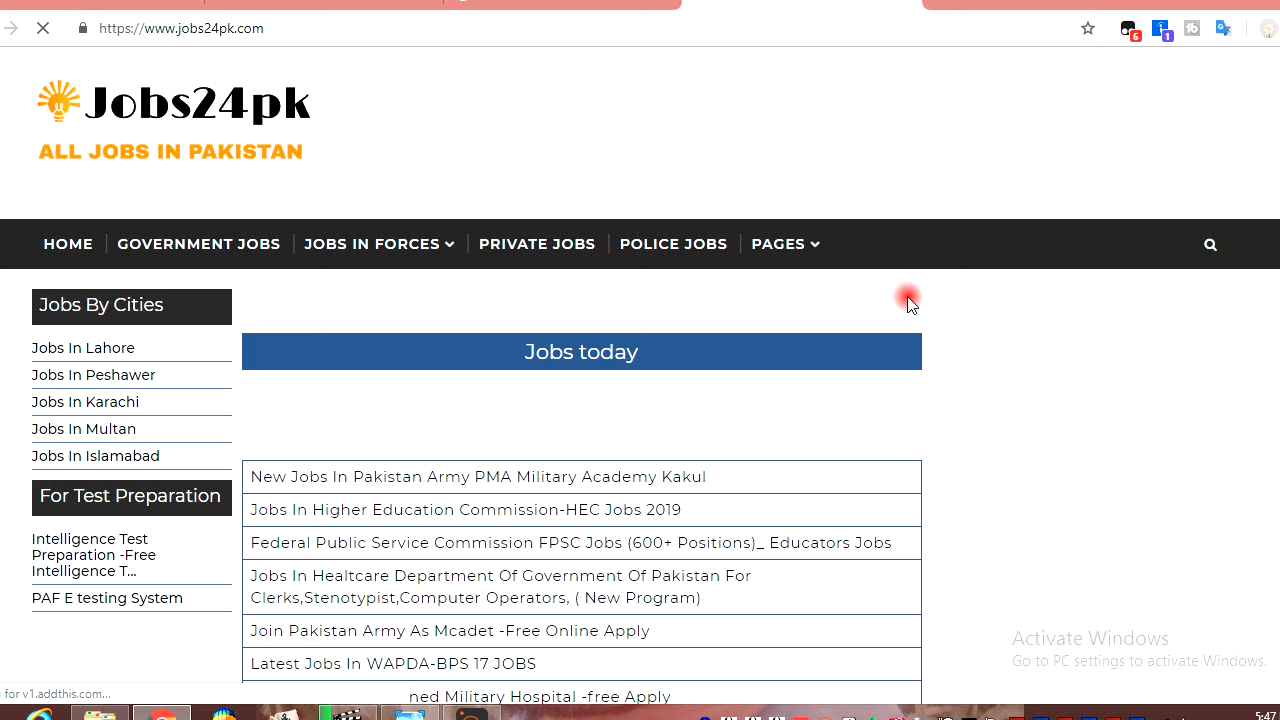 https://www.jobs24pk.com
6
1
Jobs24pk
ALL JOBS IN PAKISTAN
HOME GOVERNMENT JOBS JOBS IN FORCES PRIVATE JOBS POLICE JOBS PAGES
Jobs By Cities
Jobs In Lahore
Jobs In Peshawer
Jobs In Karachi
Jobs In Multan
Jobs In Islamabad
For Test Preparation
Intelligence Test
Preparation -Free
Intelligence T...
PAF E testing System
Jobs today
New Jobs In Pakistan Army PMA Military Academy Kakul
Jobs In Higher Education Commission-HEC Jobs 2019
Federal Public Service Commission FPSC Jobs (600+ Positions)_ Educators Jobs
Jobs In Healtcare Department Of Government Of Pakistan For
Clerks,Stenotypist,Computer Operators, ( New Program)
Join Pakistan Army As Mcadet -Free Online Apply
Latest Jobs In WAPDA-BPS 17 JOBS
ned Military Hospital -free Apply
Activate Windows
Go to PC settings to activate Windows.
for v1.addthis.com...
5:47